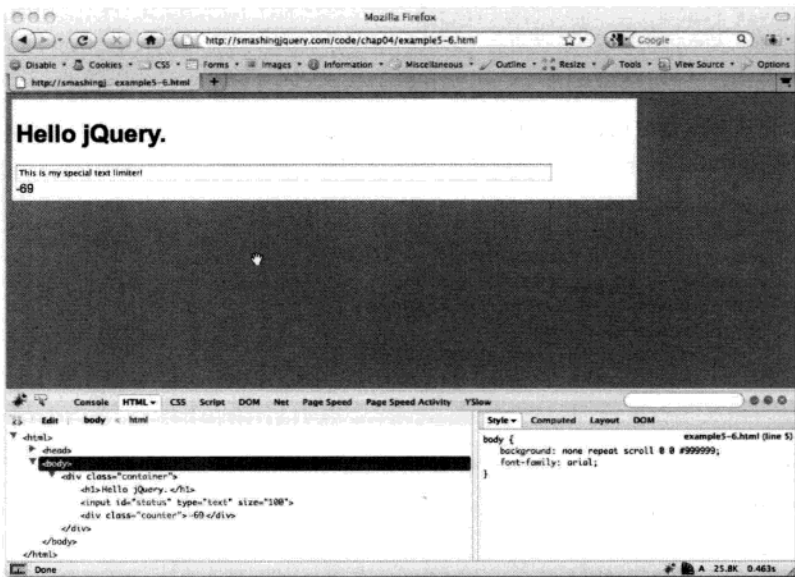 Mozilla Firefox
http://smashingjquery.com/code/chap04/example5-6.html
Google
Disable Cookies CSS Forms Images Information Miscellaneous Outline Resize Tools View Source Options
http://smashingj...example5-6.html
Hello jQuery.
This is my special text limiter!
-69
Console HTML CSS Script DOM Net Page Speed Page Speed Activity YSlow
Edit body < html
Style Computed Layout DOM
<html>
<head>
<body>
<div class="container">
<h1>Hello jQuery.</h1>
<input id="status" type="text" size="100">
<div class="counter">-69</div>
</div>
</body>
</html>
body {
example5-6.html (line 5)
background: none repeat scroll 0 0 #999999;
font-family: arial;
}
Done
A 25.8K 0.463s